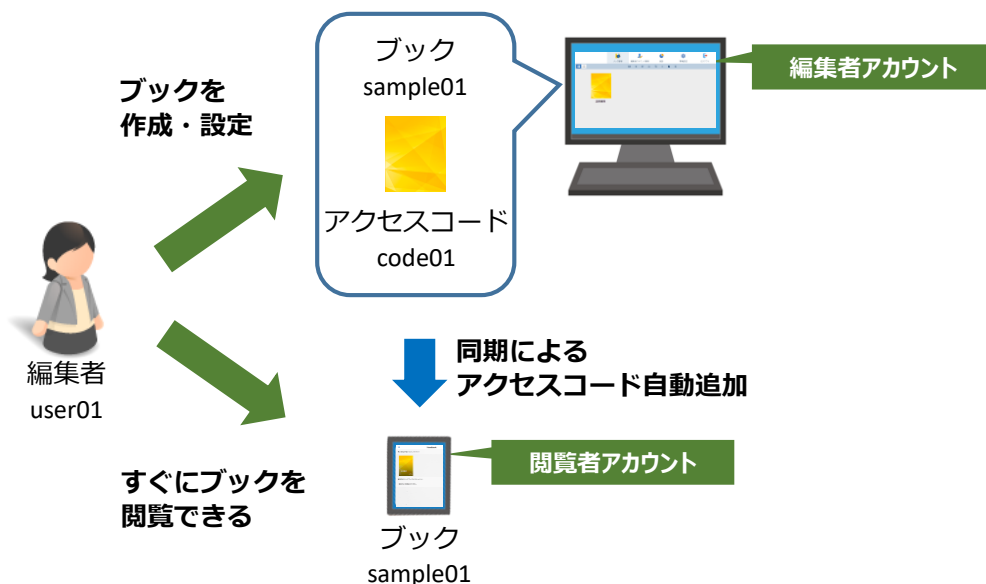 ブック
sample01
アクセスコード
code01
編集者アカウント
ブックを
作成・設定
編集者
user01
同期による
アクセスコード自動追加
閲覧者アカウント
すぐにブックを
閲覧できる
ブック
sample01